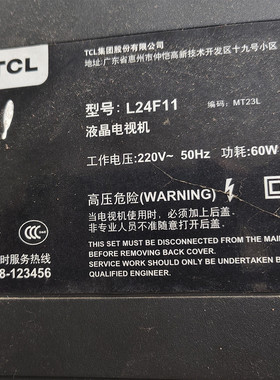 TCL
TCL集团股份有限公司
地址:广东省惠州市仲恺高新技术开发区十九号小区
型号: L24F11
编码: MT23L
液晶电视机
工作电压:220V~ 50Hz 功耗:60W
高压危险(WARNING)
当电视机使用时,必须加上后盖.
非专业人员不准随意打开后盖.
THIS SET MUST BE DISCONNECTED FROM THE MAINS
BEFORE REMOVING BACK COVER.
SERVICE WORK SHOULD ONLY BE UNDERTAKEN B
QUALIFIED ENGINEER.
时服务热线
8-123456